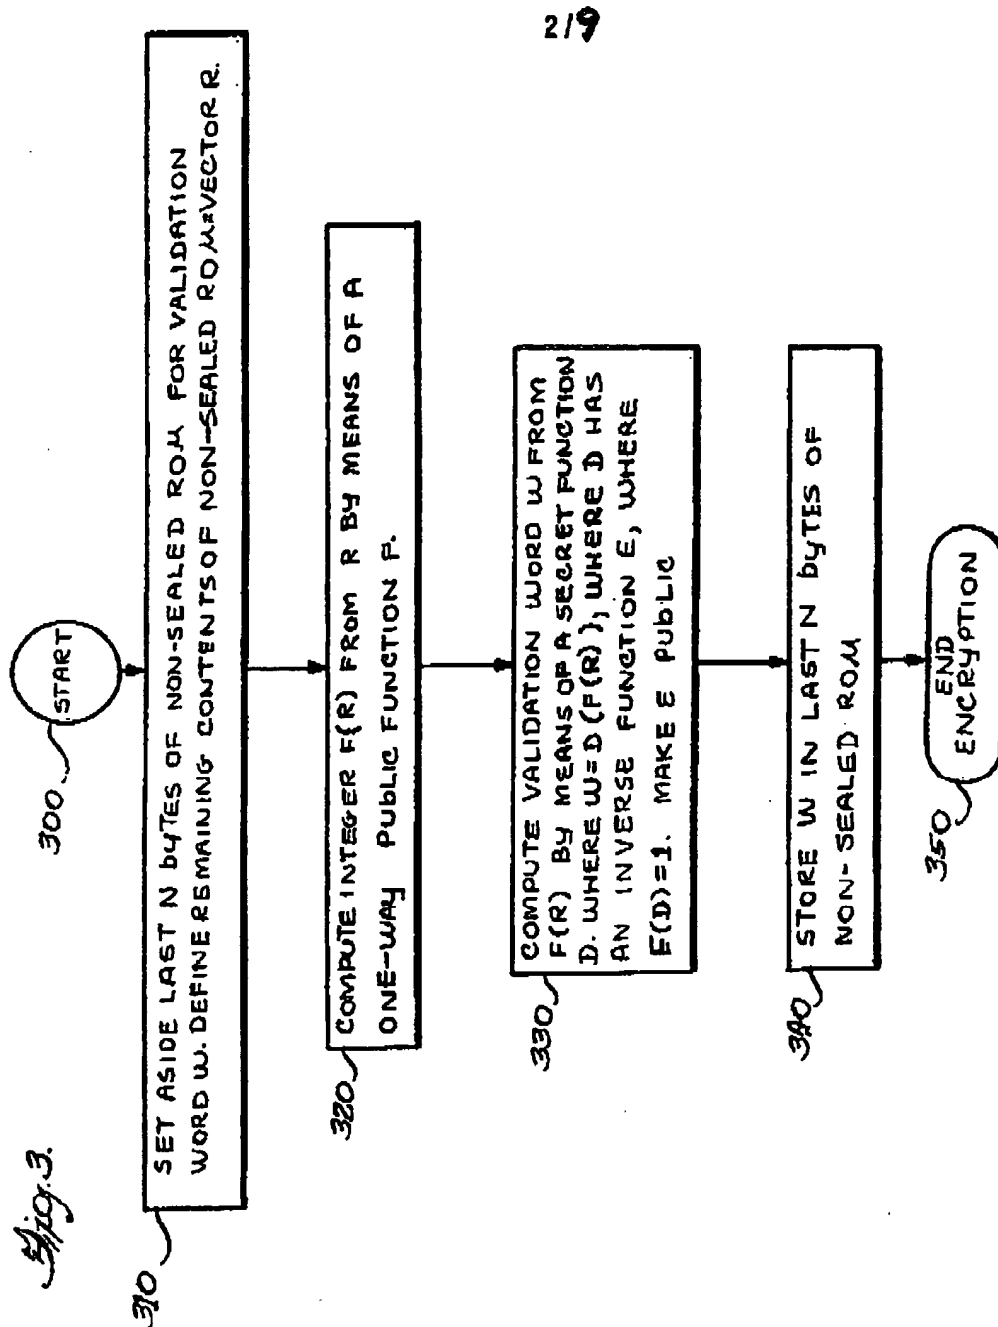 2/9
Fig. 3.
300
START
310
SET ASIDE LAST N bYTES OF NON-SEALED ROM FOR VALIDATION
WORD W. DEFINE REMAINING CONTENTS OF NON-SEALED ROM=VECTOR R.
320
COMPUTE INTEGER F(R) FROM R BY MEANS OF A
ONE-WAY PUBLIC FUNCTION F.
330
COMPUTE VALIDATION WORD W FROM
F(R) BY MEANS OF A SECRET FUNCTION
D. WHERE W=D(F(R)), WHERE D HAS
AN INVERSE FUNCTION E, WHERE
E(D)=1. MAKE E PUBLIC
340
STORE W IN LAST N bYTES OF
NON-SEALED ROM
350
END
ENCRYPTION